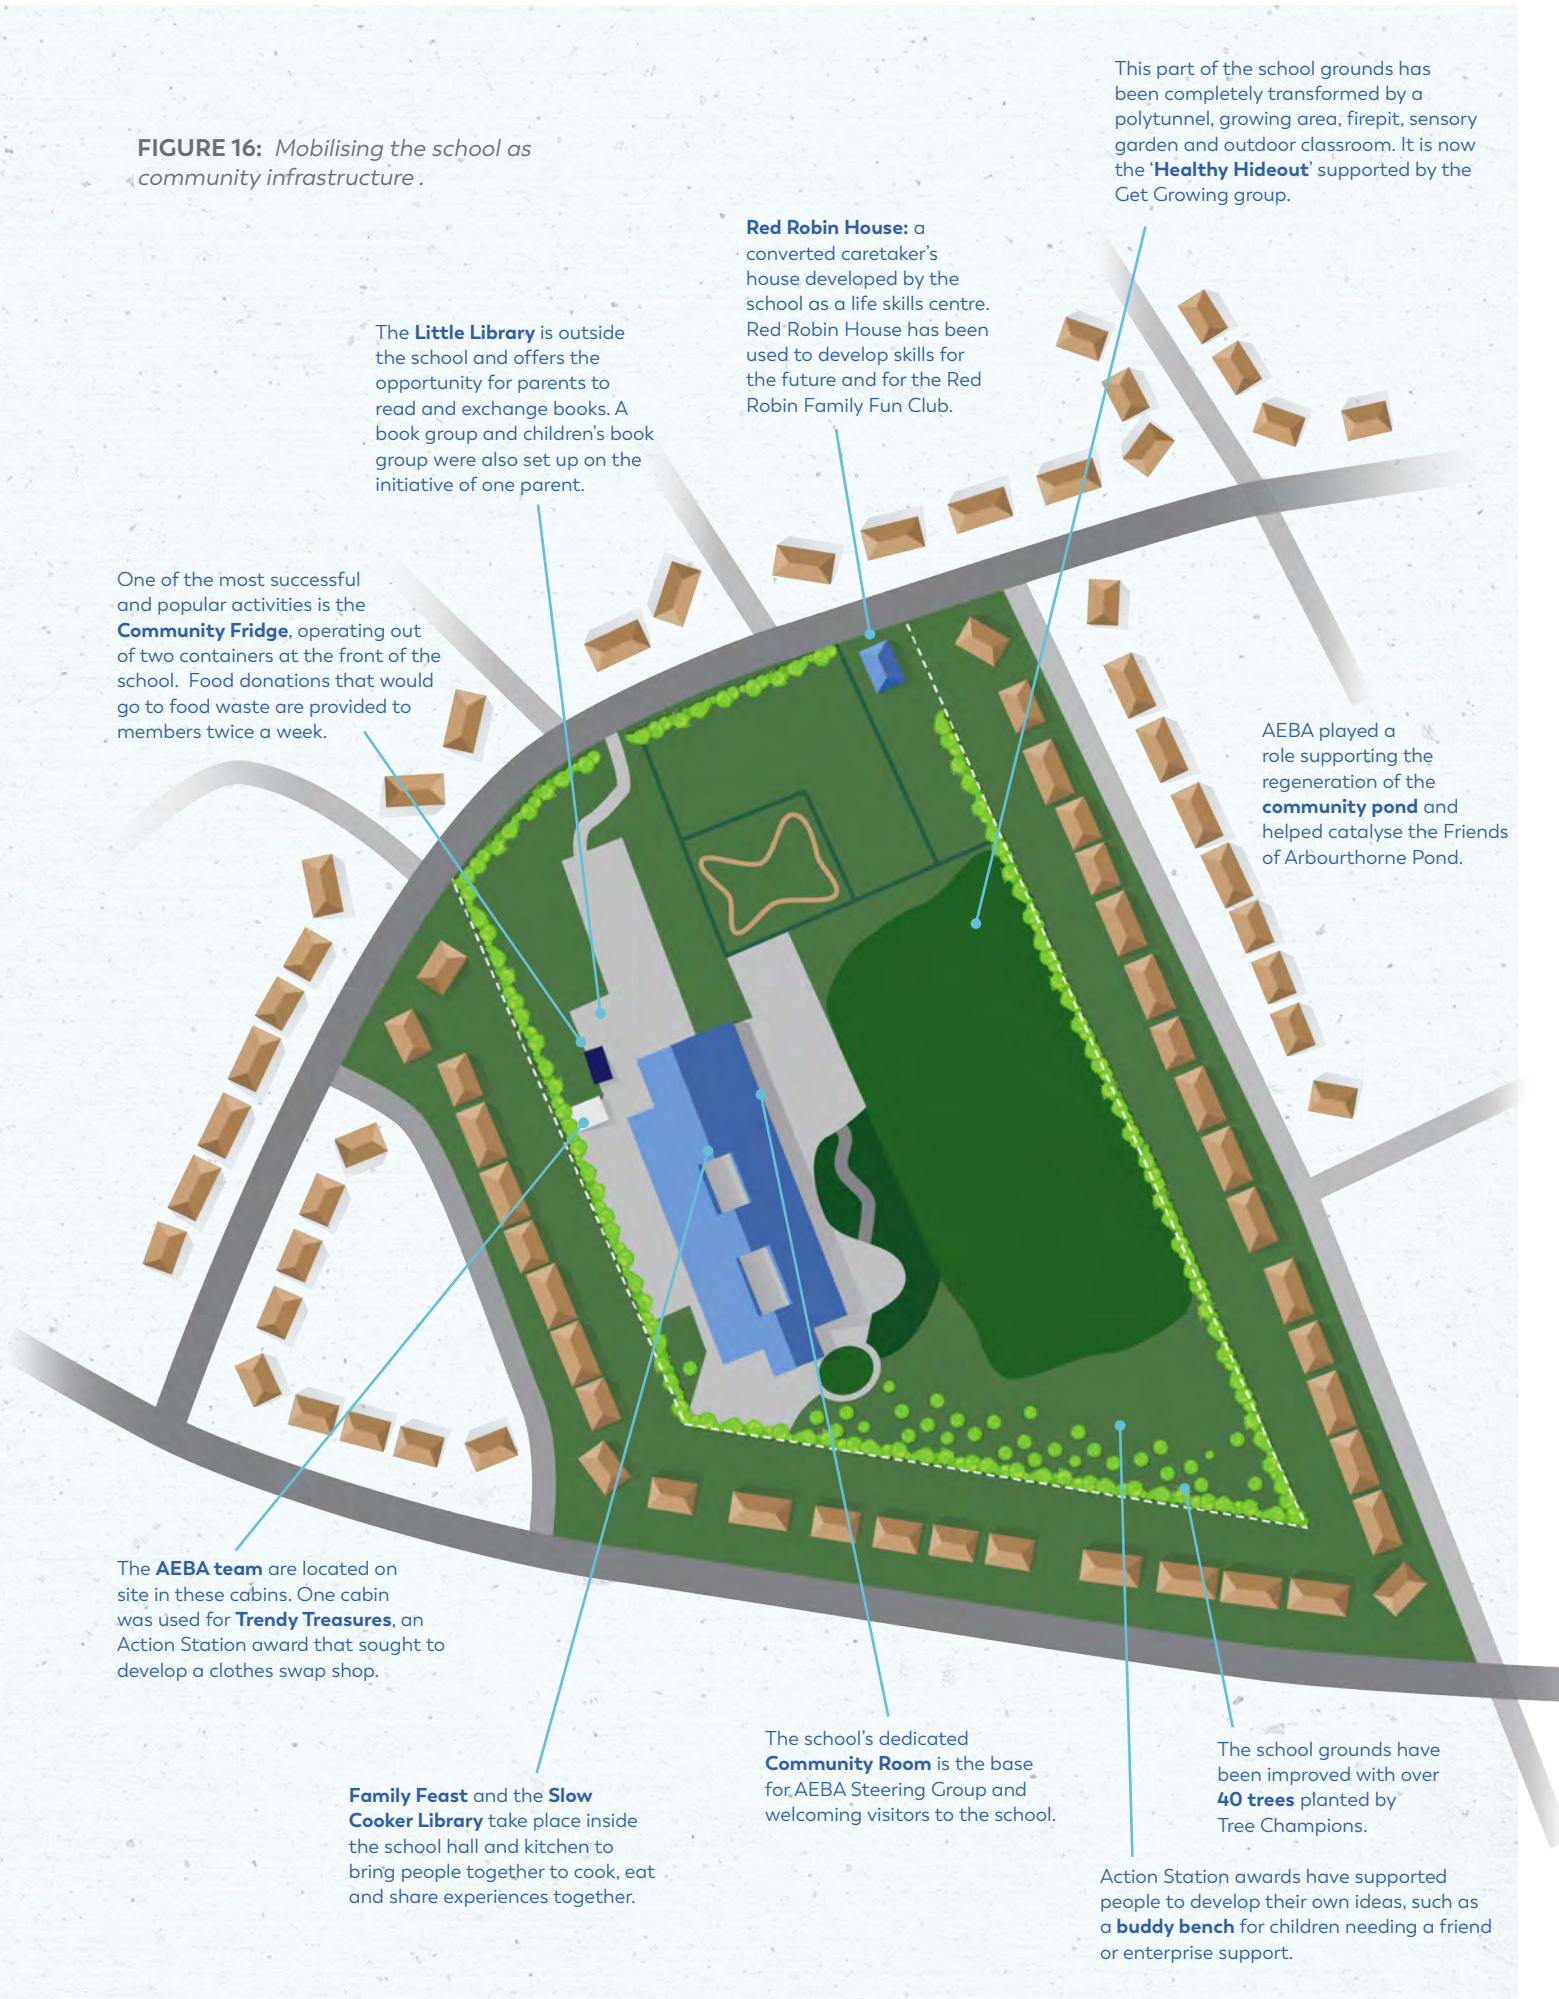 FIGURE 16: Mobilising the school as
community infrastructure .
This part of the school grounds has
been completely transformed by a
polytunnel, growing area, firepit, sensory
garden and outdoor classroom. It is now
the ‘Healthy Hideout’ supported by the
Get Growing group.
Red Robin House: a
converted caretaker’s
house developed by the
school as a life skills centre.
Red Robin House has been
used to develop skills for
the future and for the Red
Robin Family Fun Club.
The Little Library is outside
the school and offers the
opportunity for parents to
read and exchange books. A
book group and children’s book
group were also set up on the
initiative of one parent.
One of the most successful
and popular activities is the
Community Fridge, operating out
of two containers at the front of the
school. Food donations that would
go to food waste are provided to
members twice a week.
AEBA played a
role supporting the
regeneration of the
community pond and
helped catalyse the Friends
of Arbourthorne Pond.
The AEBA team are located on
site in these cabins. One cabin
was used for Trendy Treasures, an
Action Station award that sought to
develop a clothes swap shop.
Family Feast and the Slow
Cooker Library take place inside
the school hall and kitchen to
bring people together to cook, eat
and share experiences together.
The school’s dedicated
Community Room is the base
for AEBA Steering Group and
welcoming visitors to the school.
The school grounds have
been improved with over
40 trees planted by
Tree Champions.
Action Station awards have supported
people to develop their own ideas, such as
a buddy bench for children needing a friend
or enterprise support.